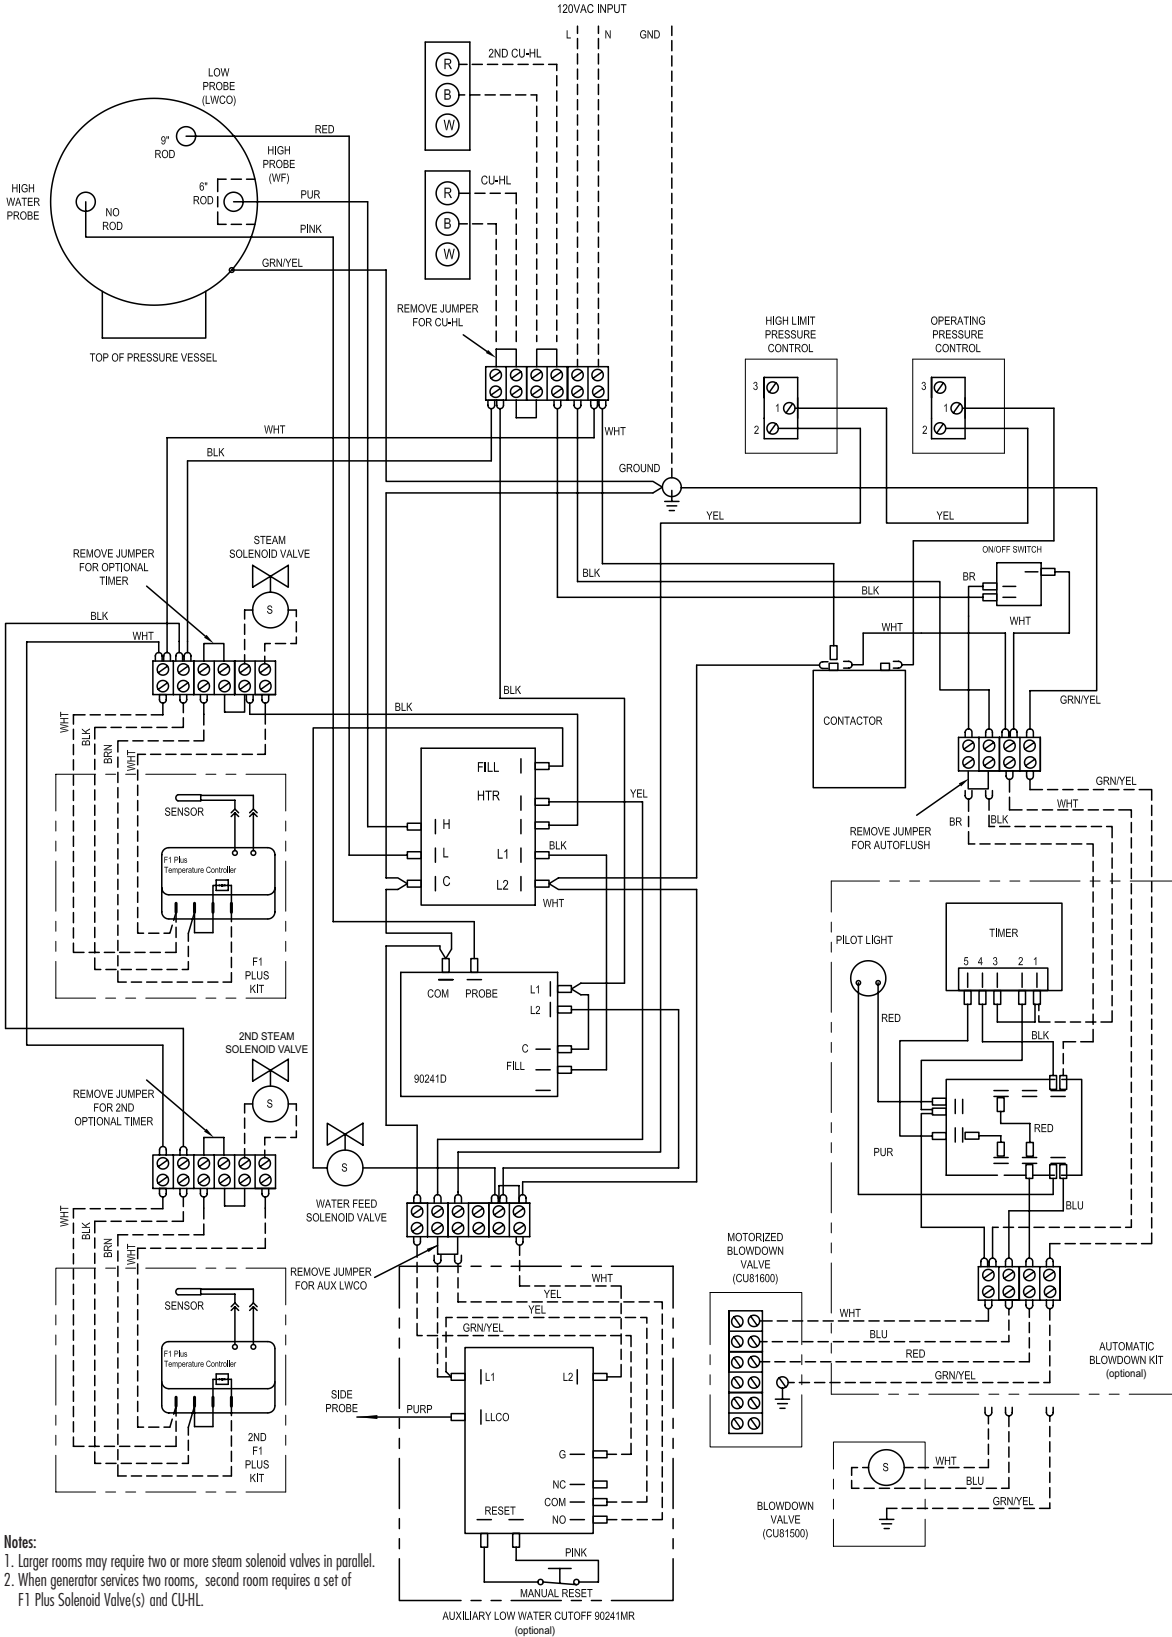 120VAC INPUT
L
N
GND
2ND CU-HL
R
B
W
LOW
PROBE
(LWCO)
9"
ROD
RED
HIGH
PROBE
(WF)
6"
ROD
PUR
HIGH
WATER
PROBE
NO
ROD
PINK
GRN/YEL
TOP OF PRESSURE VESSEL
CU-HL
R
B
W
REMOVE JUMPER
FOR CU-HL
HIGH LIMIT
PRESSURE
CONTROL
3
1
2
OPERATING
PRESSURE
CONTROL
3
1
2
WHT
BLK
WHT
GROUND
YEL
YEL
ON/OFF SWITCH
BR
BLK
BLK
WHT
WHT
GRN/YEL
REMOVE JUMPER
FOR OPTIONAL
TIMER
STEAM
SOLENOID VALVE
S
BLK
WHT
BLK
BLK
WHT
BLK
BRN
WHT
SENSOR
F1 Plus
Temperature Controller
F1
PLUS
KIT
FILL
HTR
H
L
C
L1
L2
YEL
BLK
WHT
CONTACTOR
REMOVE JUMPER
FOR AUTOFLUSH
BR
BLK
WHT
GRN/YEL
COM
PROBE
L1
L2
C
FILL
90241D
PILOT LIGHT
TIMER
5 4 3 2 1
RED
BLK
RED
PUR
BLU
2ND STEAM
SOLENOID VALVE
S
REMOVE JUMPER
FOR 2ND
OPTIONAL TIMER
S
WATER FEED
SOLENOID VALVE
REMOVE JUMPER
FOR AUX LWCO
WHT
BLK
BRN
WHT
SENSOR
F1 Plus
Temperature Controller
2ND
F1
PLUS
KIT
WHT
YEL
YEL
GRN/YEL
L1
L2
LLCO
SIDE
PROBE
PURP
G
NC
COM
NO
RESET
PINK
MANUAL RESET
AUXILIARY LOW WATER CUTOFF 90241MR
(optional)
MOTORIZED
BLOWDOWN
VALVE
(CU81600)
WHT
BLU
RED
GRN/YEL
AUTOMATIC
BLOWDOWN KIT
(optional)
S
WHT
BLU
GRN/YEL
BLOWDOWN
VALVE
(CU81500)
Notes:
1. Larger rooms may require two or more steam solenoid valves in parallel.
2. When generator services two rooms, second room requires a set of
F1 Plus Solenoid Valve(s) and CU-HL.